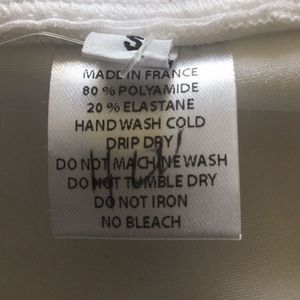 S
MADE IN FRANCE
80 % POLYAMIDE
20 % ELASTANE
HAND WASH COLD
DRIP DRY
DO NOT MACHINE WASH
DO NOT TUMBLE DRY
DO NOT IRON
NO BLEACH